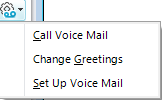 Call Voice Mail
Change Greetings
Set Up Voice Mail